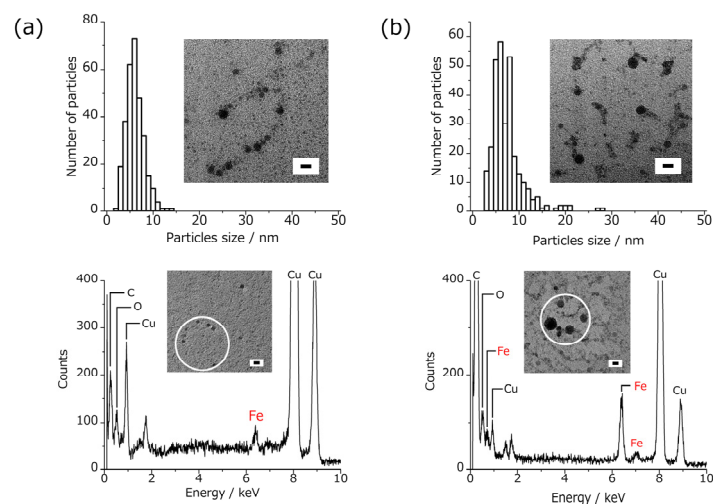 (a)
80
60
40
20
0
Number of particles
0 10 20 30 40 50
Particles size / nm
(b)
65
60
50
40
30
20
10
0
Number of particles
0 10 20 30 40 50
Particles size / nm
400
300
200
100
0
Counts
C
O
Cu
Fe
Cu
Cu
0 2 4 6 8 10
Energy / keV
400
300
200
100
0
Counts
C
O
Fe
Cu
Fe
Fe
Cu
Cu
0 2 4 6 8 10
Energy / keV